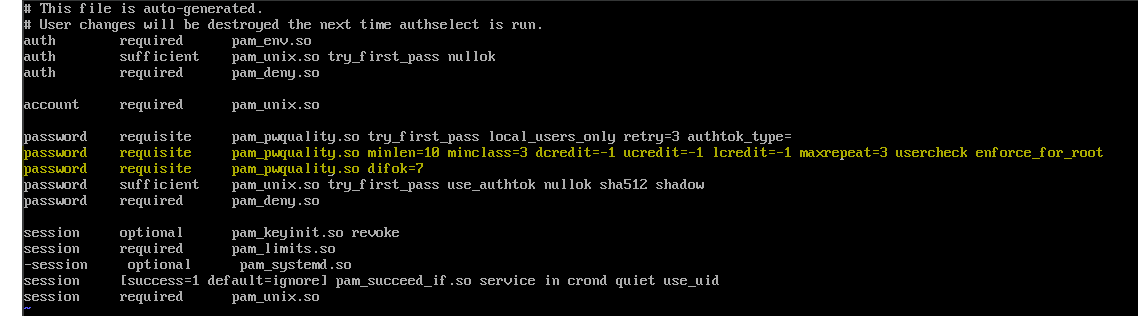 # This file is auto-generated.
# User changes will be destroyed the next time authselect is run.
auth        required      pam_env.so
auth        sufficient    pam_unix.so try_first_pass nullok
auth        required      pam_deny.so

account     required      pam_unix.so

password    requisite     pam_pwquality.so try_first_pass local_users_only retry=3 authtok_type=
password    requisite     pam_pwquality.so minlen=10 minclass=3 dcredit=-1 ucredit=-1 lcredit=-1 maxrepeat=3 usercheck enforce_for_root
password    requisite     pam_pwquality.so difok=7
password    sufficient    pam_unix.so try_first_pass use_authtok nullok sha512 shadow
password    required      pam_deny.so

session     optional      pam_keyinit.so revoke
session     required      pam_limits.so
-session     optional      pam_systemd.so
session     [success=1 default=ignore] pam_succeed_if.so service in crond quiet use_uid
session     required      pam_unix.so
~